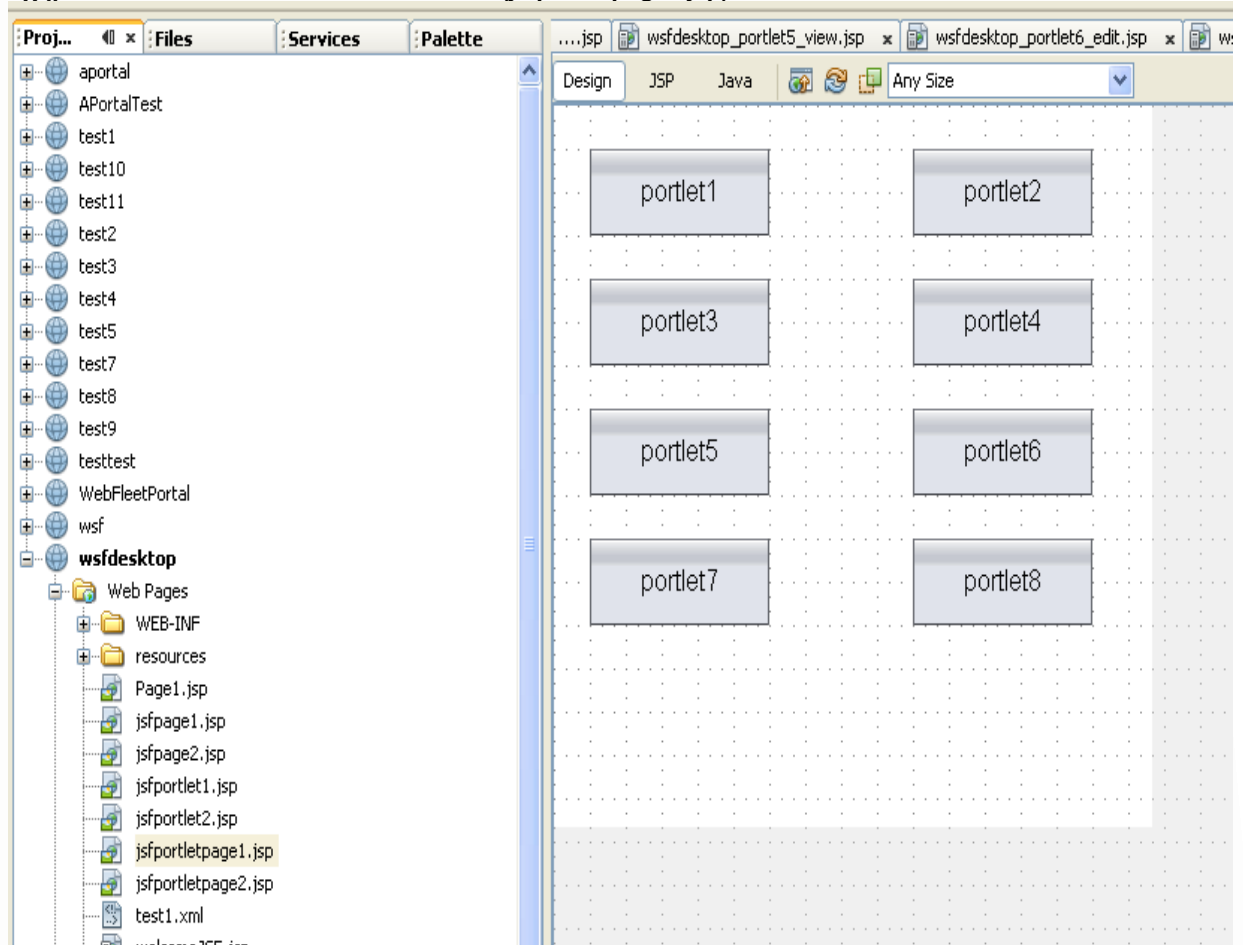 Proj...
Files
Services
Palette
aportal
APortalTest
test1
test10
test11
test2
test3
test4
test5
test7
test8
test9
testtest
WebFleetPortal
wsf
wsfdesktop
Web Pages
WEB-INF
resources
Page1.jsp
jsfpage1.jsp
jsfpage2.jsp
jsfportlet1.jsp
jsfportlet2.jsp
jsfportletpage1.jsp
jsfportletpage2.jsp
test1.xml
....jsp
wsfdesktop_portlet5_view.jsp
wsfdesktop_portlet6_edit.jsp
ws
Design
JSP
Java
Any Size
portlet1
portlet2
portlet3
portlet4
portlet5
portlet6
portlet7
portlet8